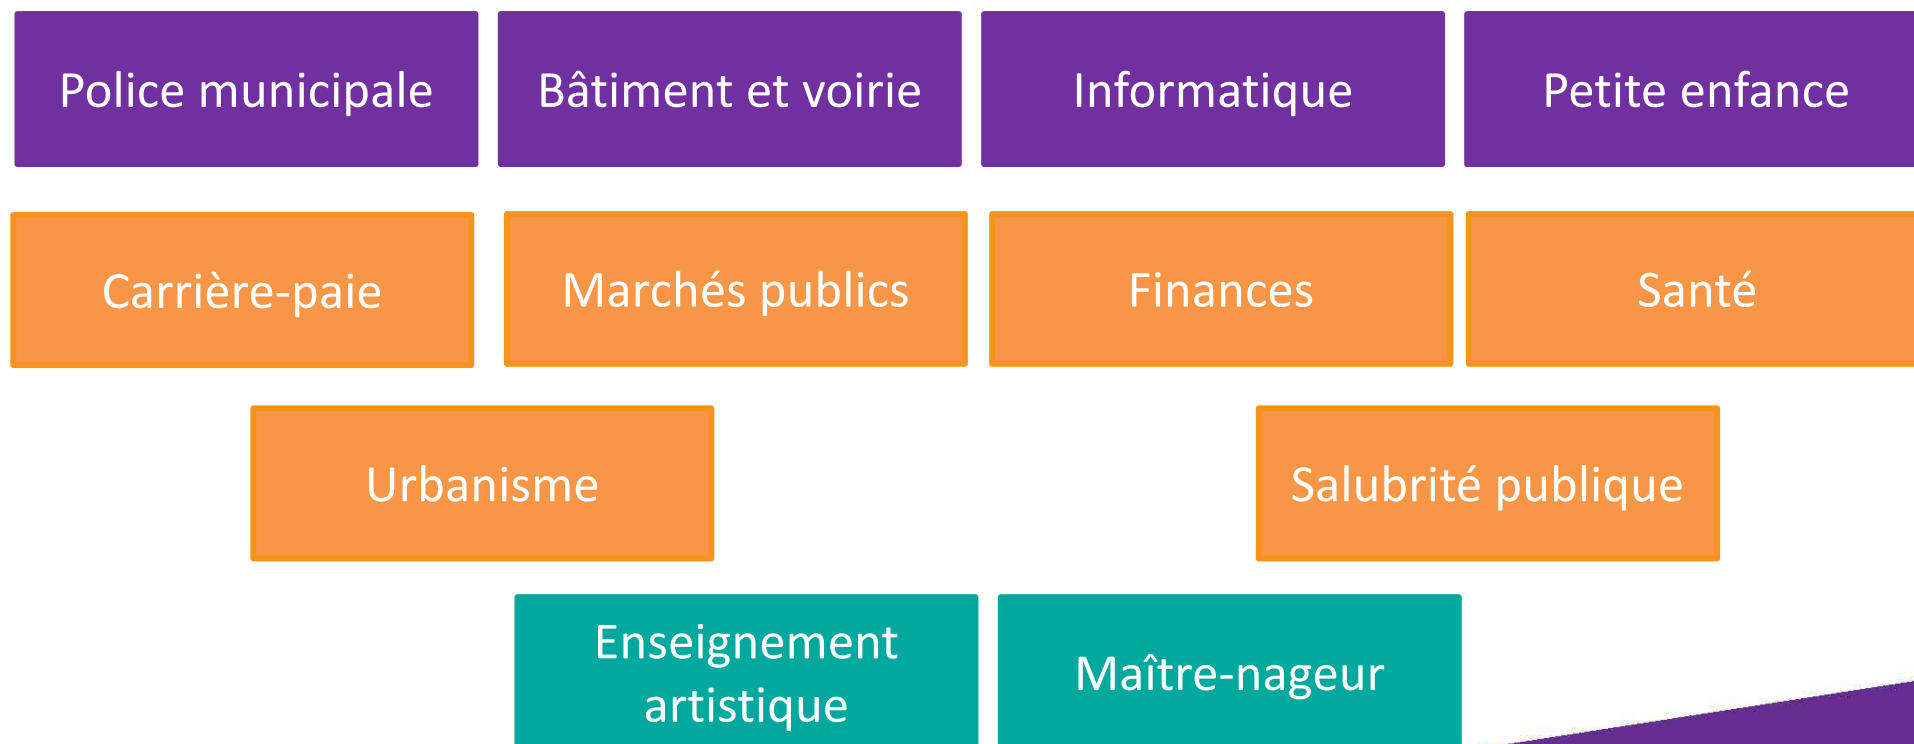 Police municipale
Bâtiment et voirie
Informatique
Petite enfance
Carrière-paie
Marchés publics
Finances
Santé
Urbanisme
Salubrité publique
Enseignement
artistique
Maître-nageur